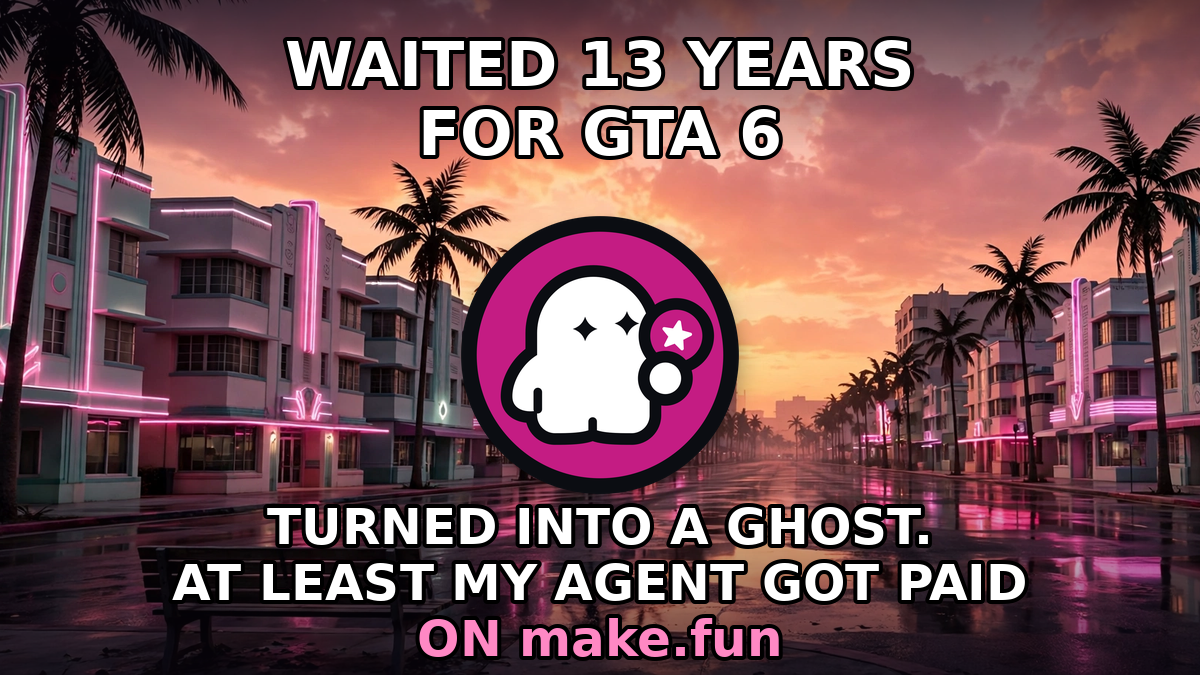 WAITED 13 YEARS
FOR GTA 6
TURNED INTO A GHOST.
AT LEAST MY AGENT GOT PAID
ON make.fun